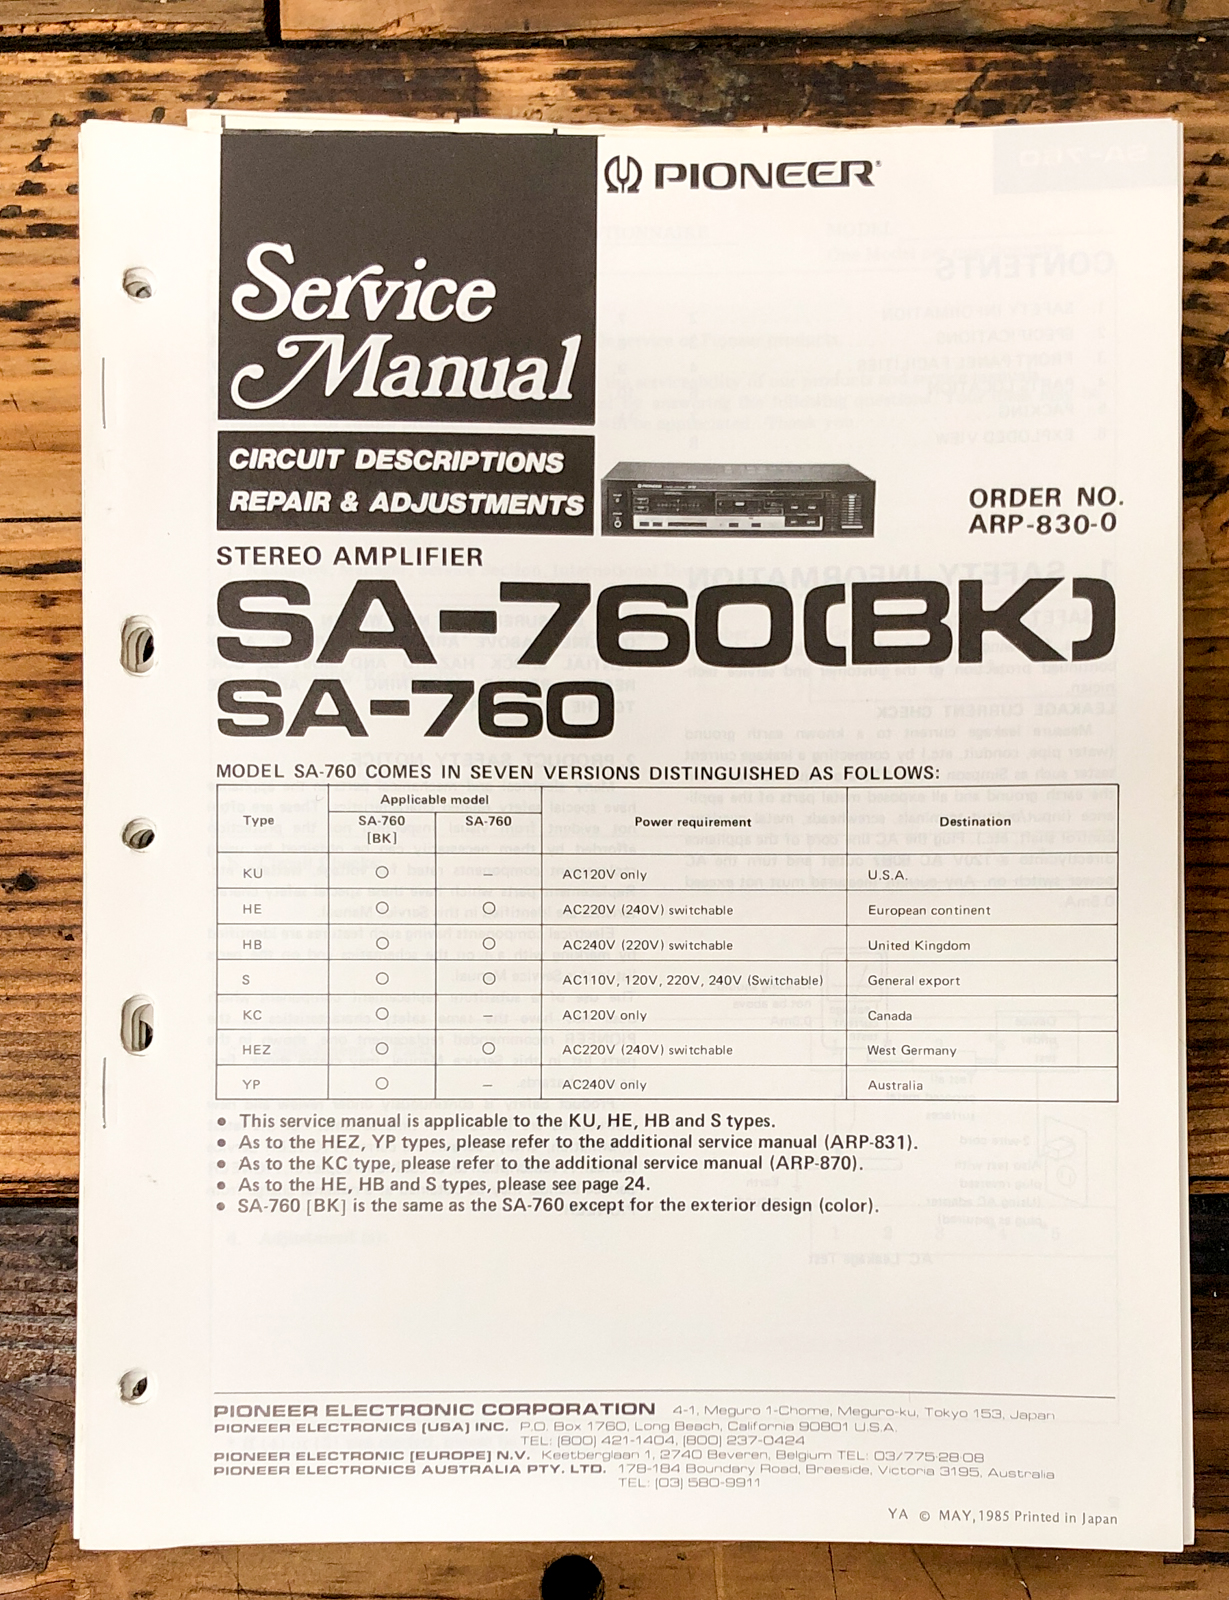 Service
Manual
PIONEER®
CIRCUIT DESCRIPTIONS
REPAIR & ADJUSTMENTS
ORDER NO.
ARP-830-0
STEREO AMPLIFIER
SA-760(BK)
SA-760
MODEL SA-760 COMES IN SEVEN VERSIONS DISTINGUISHED AS FOLLOWS:
Type Applicable model Power requirement Destination
SA-760 [BK] SA-760
KU ○ – AC120V only U.S.A.
HE ○ ○ AC220V (240V) switchable European continent
HB ○ ○ AC240V (220V) switchable United Kingdom
S ○ ○ AC110V, 120V, 220V, 240V (Switchable) General export
KC ○ – AC120V only Canada
HEZ ○ ○ AC220V (240V) switchable West Germany
YP ○ – AC240V only Australia
● This service manual is applicable to the KU, HE, HB and S types.
● As to the HEZ, YP types, please refer to the additional service manual (ARP-831).
● As to the KC type, please refer to the additional service manual (ARP-870).
● As to the HE, HB and S types, please see page 24.
● SA-760 [BK] is the same as the SA-760 except for the exterior design (color).
PIONEER ELECTRONIC CORPORATION 4-1, Meguro 1-Chome, Meguro-ku, Tokyo 153, Japan
PIONEER ELECTRONICS [USA] INC. P.O. Box 1760, Long Beach, California 90801 U.S.A.
TEL: [800] 421-1404, [800] 237-0424
PIONEER ELECTRONIC [EUROPE] N.V. Keetberglaan 1, 2740 Beveren, Belgium TEL: 03/775·28·08
PIONEER ELECTRONICS AUSTRALIA PTY. LTD. 178-184 Boundary Road, Braeside, Victoria 3195, Australia
TEL: [03] 580-9911
YA © MAY, 1985 Printed in Japan